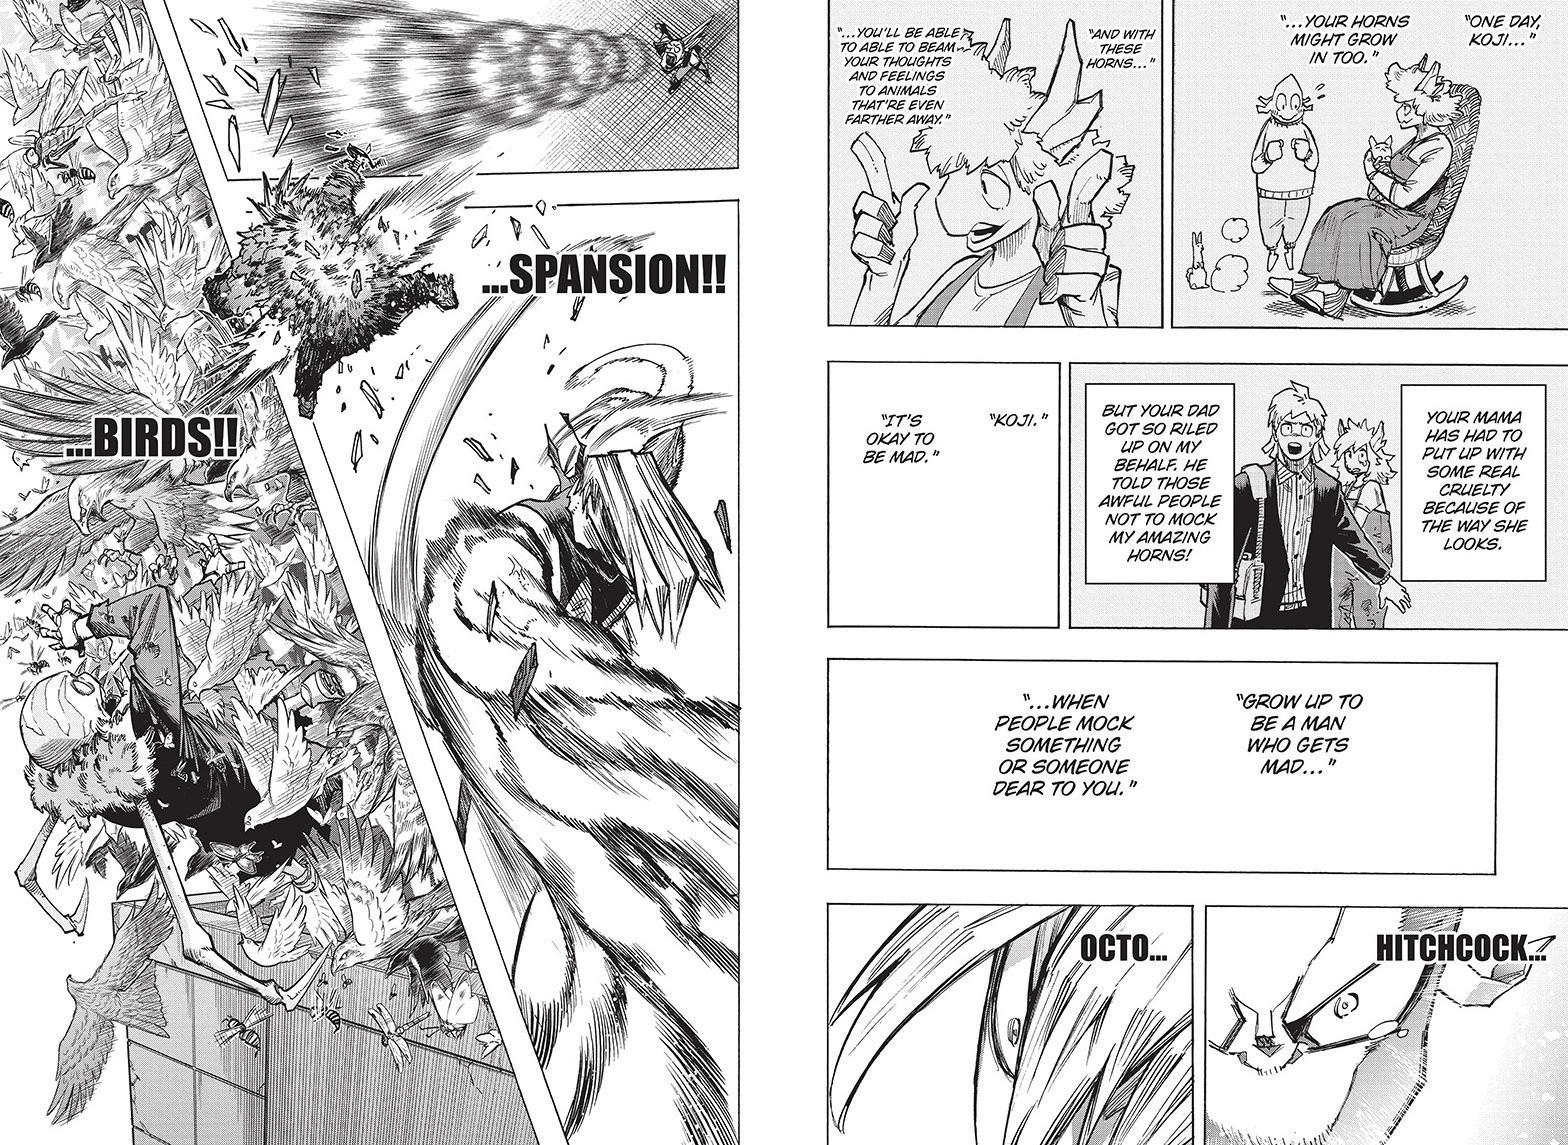 "ONE DAY,
KOJI..."
"...YOUR HORNS
MIGHT GROW
IN TOO."
"AND WITH
THESE
HORNS..."
"...YOU'LL BE ABLE
TO ABLE TO BEAM
YOUR THOUGHTS
AND FEELINGS
TO ANIMALS
THAT'RE EVEN
FARTHER AWAY."
YOUR MAMA
HAS HAD TO
PUT UP WITH
SOME REAL
CRUELTY
BECAUSE OF
THE WAY SHE
LOOKS.
BUT YOUR DAD
GOT SO RILED
UP ON MY
BEHALF. HE
TOLD THOSE
AWFUL PEOPLE
NOT TO MOCK
MY AMAZING
HORNS!
"KOJI."
"IT'S
OKAY TO
BE MAD."
"GROW UP TO
BE A MAN
WHO GETS
MAD..."
"...WHEN
PEOPLE MOCK
SOMETHING
OR SOMEONE
DEAR TO YOU."
HITCHCOCK...
OCTO...
...SPANSION!!
...BIRDS!!